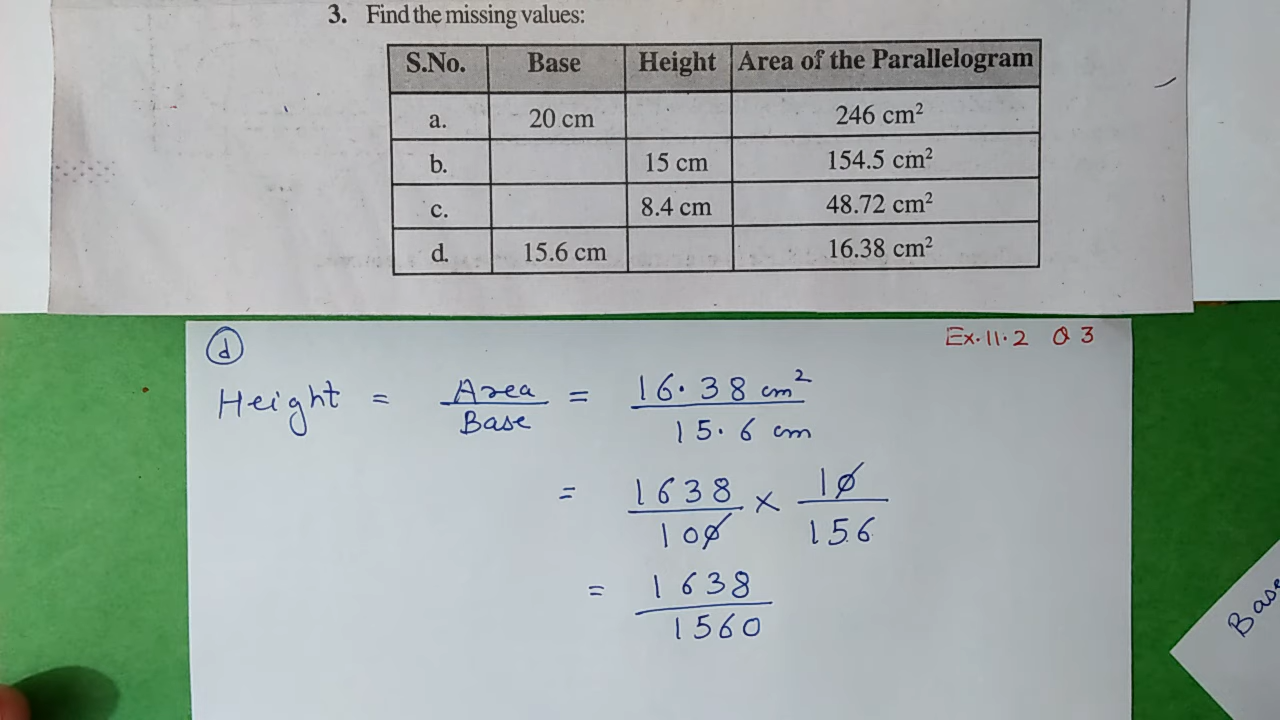 3. Find the missing values:
S.No. Base Height Area of the Parallelogram
a. 20 cm 246 cm²
b. 15 cm 154.5 cm²
c. 8.4 cm 48.72 cm²
d. 15.6 cm 16.38 cm²
Ex.11.2 Q 3
d
Height = Area / Base = 16.38 cm² / 15.6 cm
= 1638 / 100 × 10 / 156
= 1638 / 1560
Base